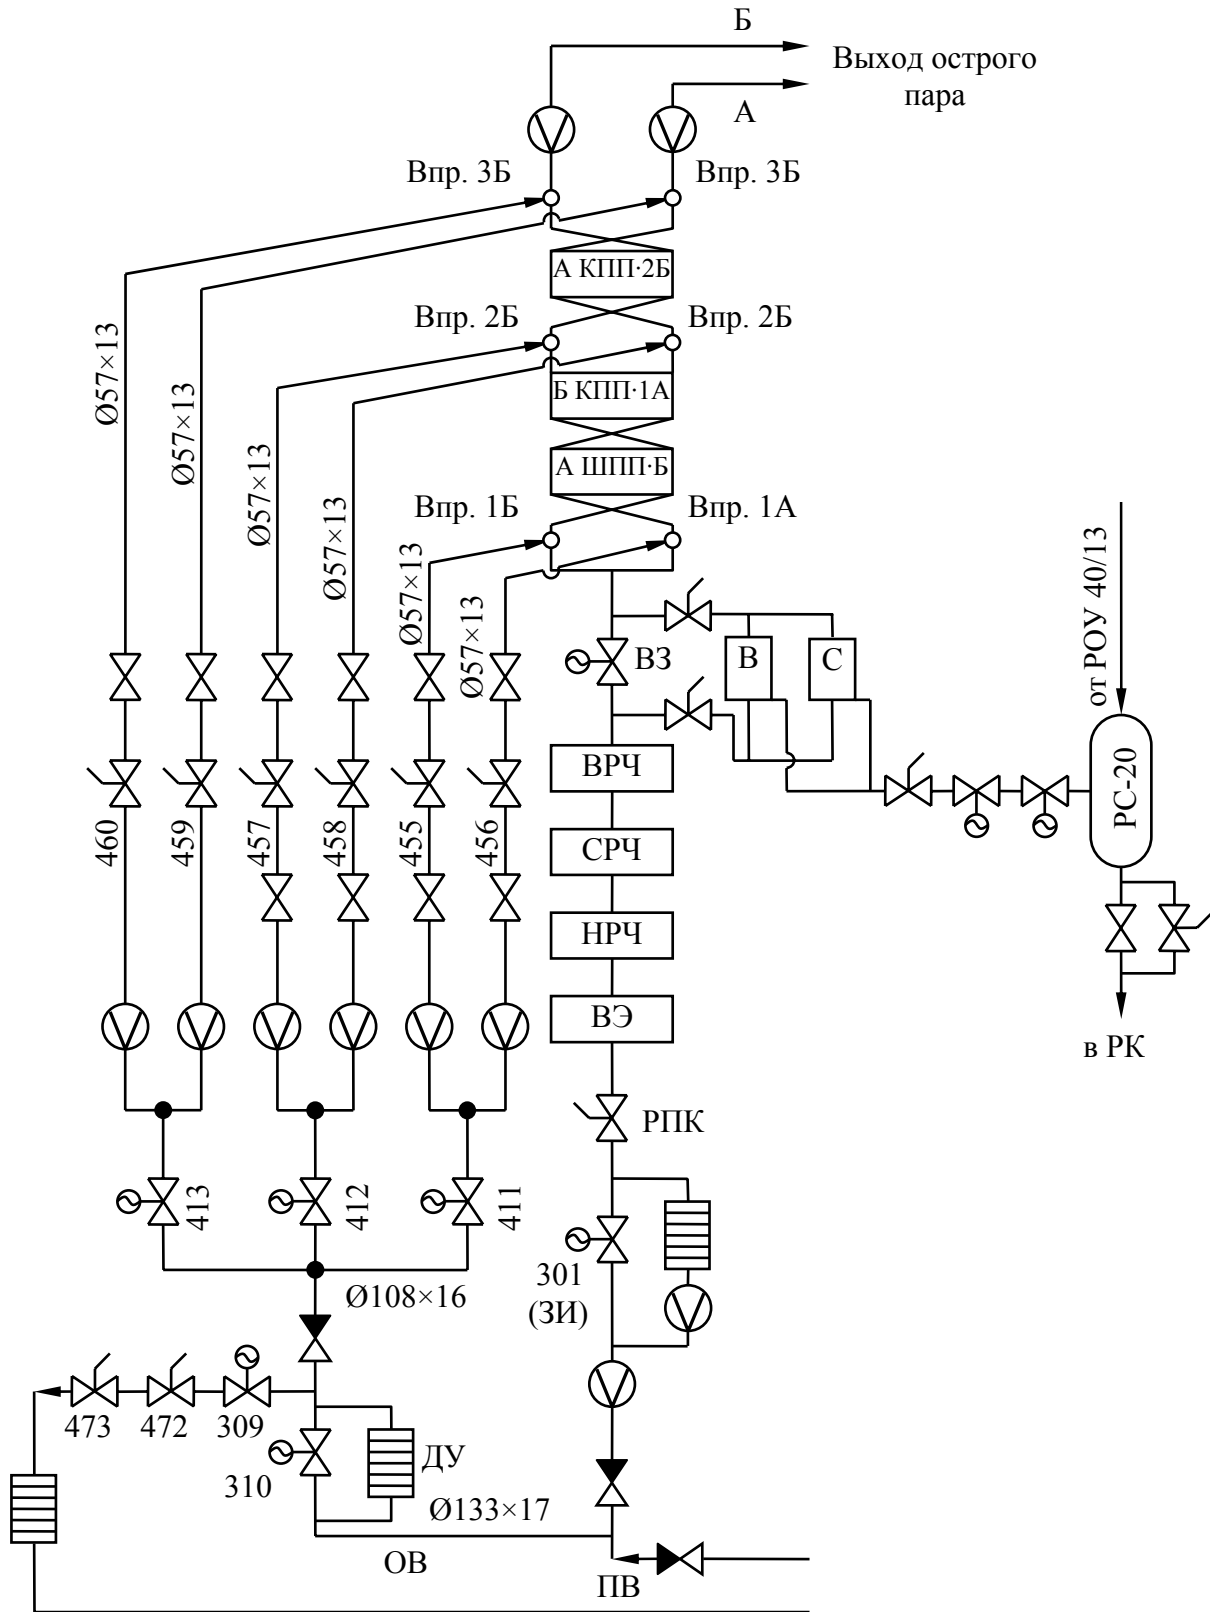 Б
Выход острого
пара
А
Впр. 3Б
Впр. 3Б
А КПП·2Б
Впр. 2Б
Впр. 2Б
Ø57×13
Ø57×13
Ø57×13
Ø57×13
Ø57×13
Ø57×13
Б КПП·1А
А ШПП·Б
Впр. 1Б
Впр. 1А
от РОУ 40/13
ВЗ
В
С
РС-20
ВРЧ
СРЧ
НРЧ
ВЭ
в РК
460
459
457
458
455
456
РПК
413
412
411
301
(ЗИ)
Ø108×16
473
472
309
310
ДУ
Ø133×17
ОВ
ПВ